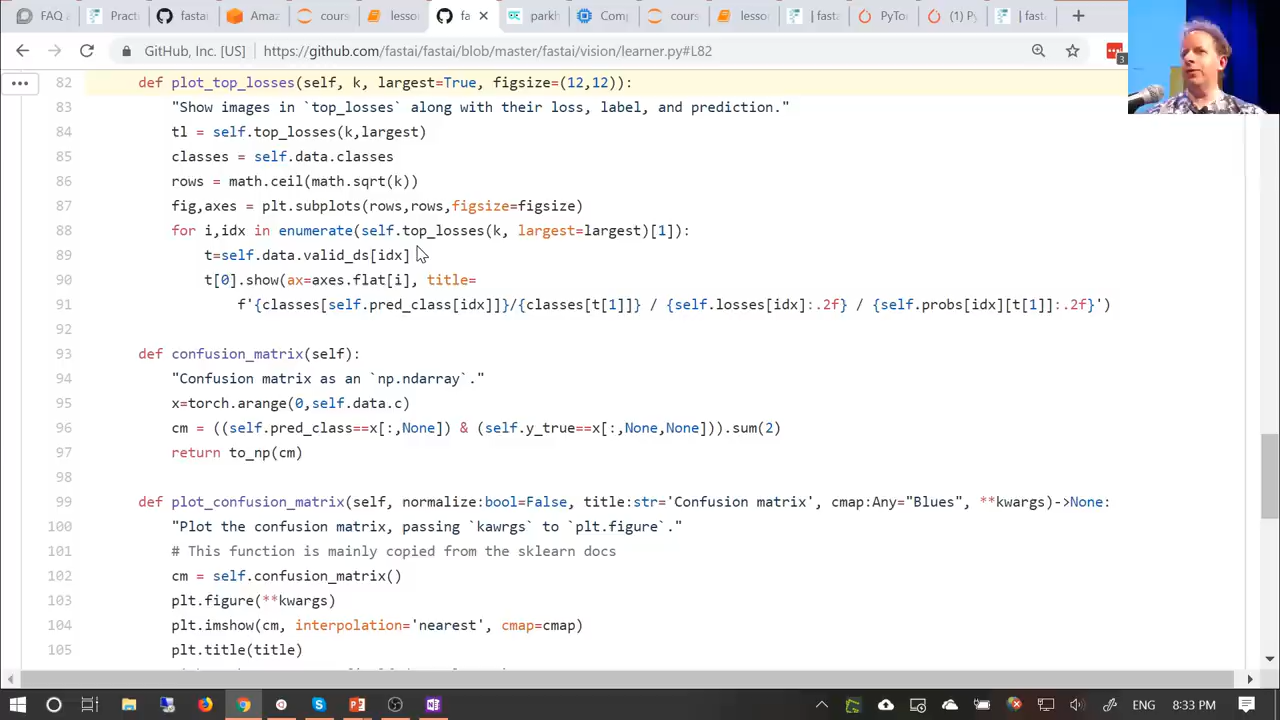 FAQ
Practi
fastai
Amaz
cours
lesso
fa
parkh
Comp
cours
lesson
| fast
PyTo
(1) Py
| fast
GitHub, Inc. [US] | https://github.com/fastai/fastai/blob/master/fastai/vision/learner.py#L82
3
82 def plot_top_losses(self, k, largest=True, figsize=(12,12)):
83 "Show images in `top_losses` along with their loss, label, and prediction."
84 tl = self.top_losses(k,largest)
85 classes = self.data.classes
86 rows = math.ceil(math.sqrt(k))
87 fig,axes = plt.subplots(rows,rows,figsize=figsize)
88 for i,idx in enumerate(self.top_losses(k, largest=largest)[1]):
89 t=self.data.valid_ds[idx]
90 t[0].show(ax=axes.flat[i], title=
91 f'{classes[self.pred_class[idx]]}/{classes[t[1]]} / {self.losses[idx]:.2f} / {self.probs[idx][t[1]]:.2f}')
92
93 def confusion_matrix(self):
94 "Confusion matrix as an `np.ndarray`."
95 x=torch.arange(0,self.data.c)
96 cm = ((self.pred_class==x[:,None]) & (self.y_true==x[:,None,None])).sum(2)
97 return to_np(cm)
98
99 def plot_confusion_matrix(self, normalize:bool=False, title:str='Confusion matrix', cmap:Any="Blues", **kwargs)->None:
100 "Plot the confusion matrix, passing `kawrgs` to `plt.figure`."
101 # This function is mainly copied from the sklearn docs
102 cm = self.confusion_matrix()
103 plt.figure(**kwargs)
104 plt.imshow(cm, interpolation='nearest', cmap=cmap)
105 plt.title(title)
ENG 8:33 PM